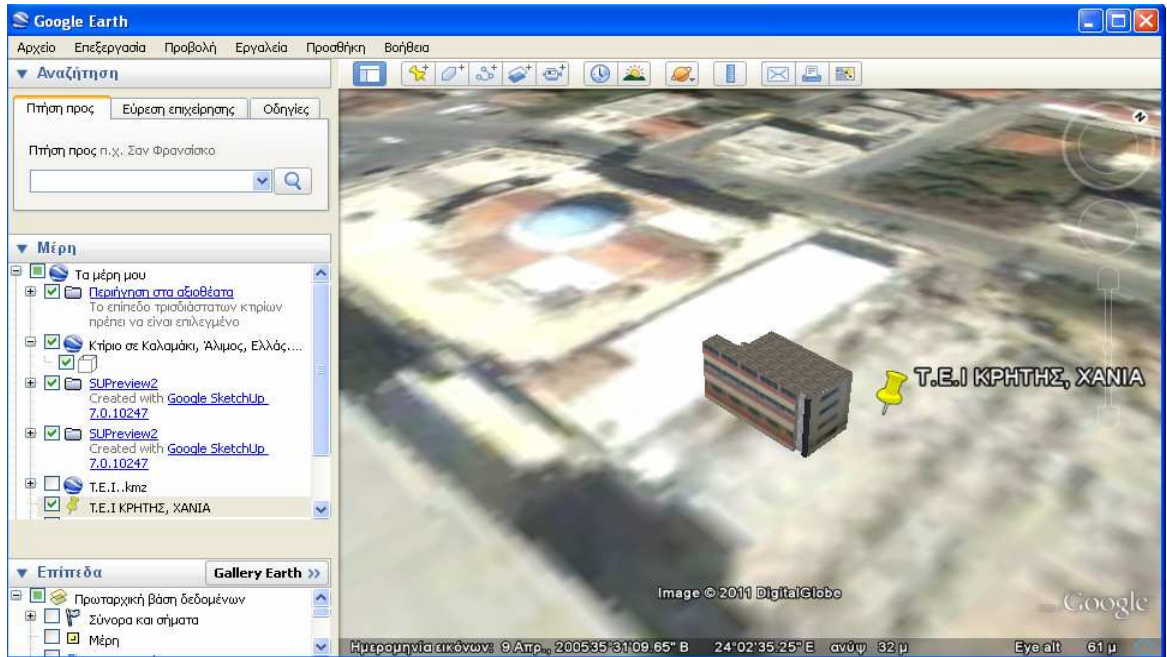 Google Earth
Αρχείο Επεξεργασία Προβολή Εργαλεία Προσθήκη Βοήθεια
Αναζήτηση
Πτήση προς Εύρεση επιχείρησης Οδηγίες
Πτήση προς π.χ. Σαν Φρανσίσκο
Μέρη
Τα μέρη μου
Περιήγηση στα αξιοθέατα
Το επίπεδο τρισδιάστατων κτηρίων
πρέπει να είναι επιλεγμένο
Κτίριο σε Καλαμάκι, Άλιμος, Ελλάς....
SUPreview2
Created with Google SketchUp
7.0.10247
SUPreview2
Created with Google SketchUp
7.0.10247
T.E.I..kmz
Τ.Ε.Ι ΚΡΗΤΗΣ, ΧΑΝΙΑ
Επίπεδα Gallery Earth >>
Πρωταρχική βάση δεδομένων
Σύνορα και σήματα
Μέρη
Τ.Ε.Ι ΚΡΗΤΗΣ, ΧΑΝΙΑ
Image © 2011 DigitalGlobe
Google
Ημερομηνία εικόνων: 9 Απρ., 2005 35°31'09.65" Β 24°02'35.25" Ε ανύψ 32 μ Eye alt 61 μ